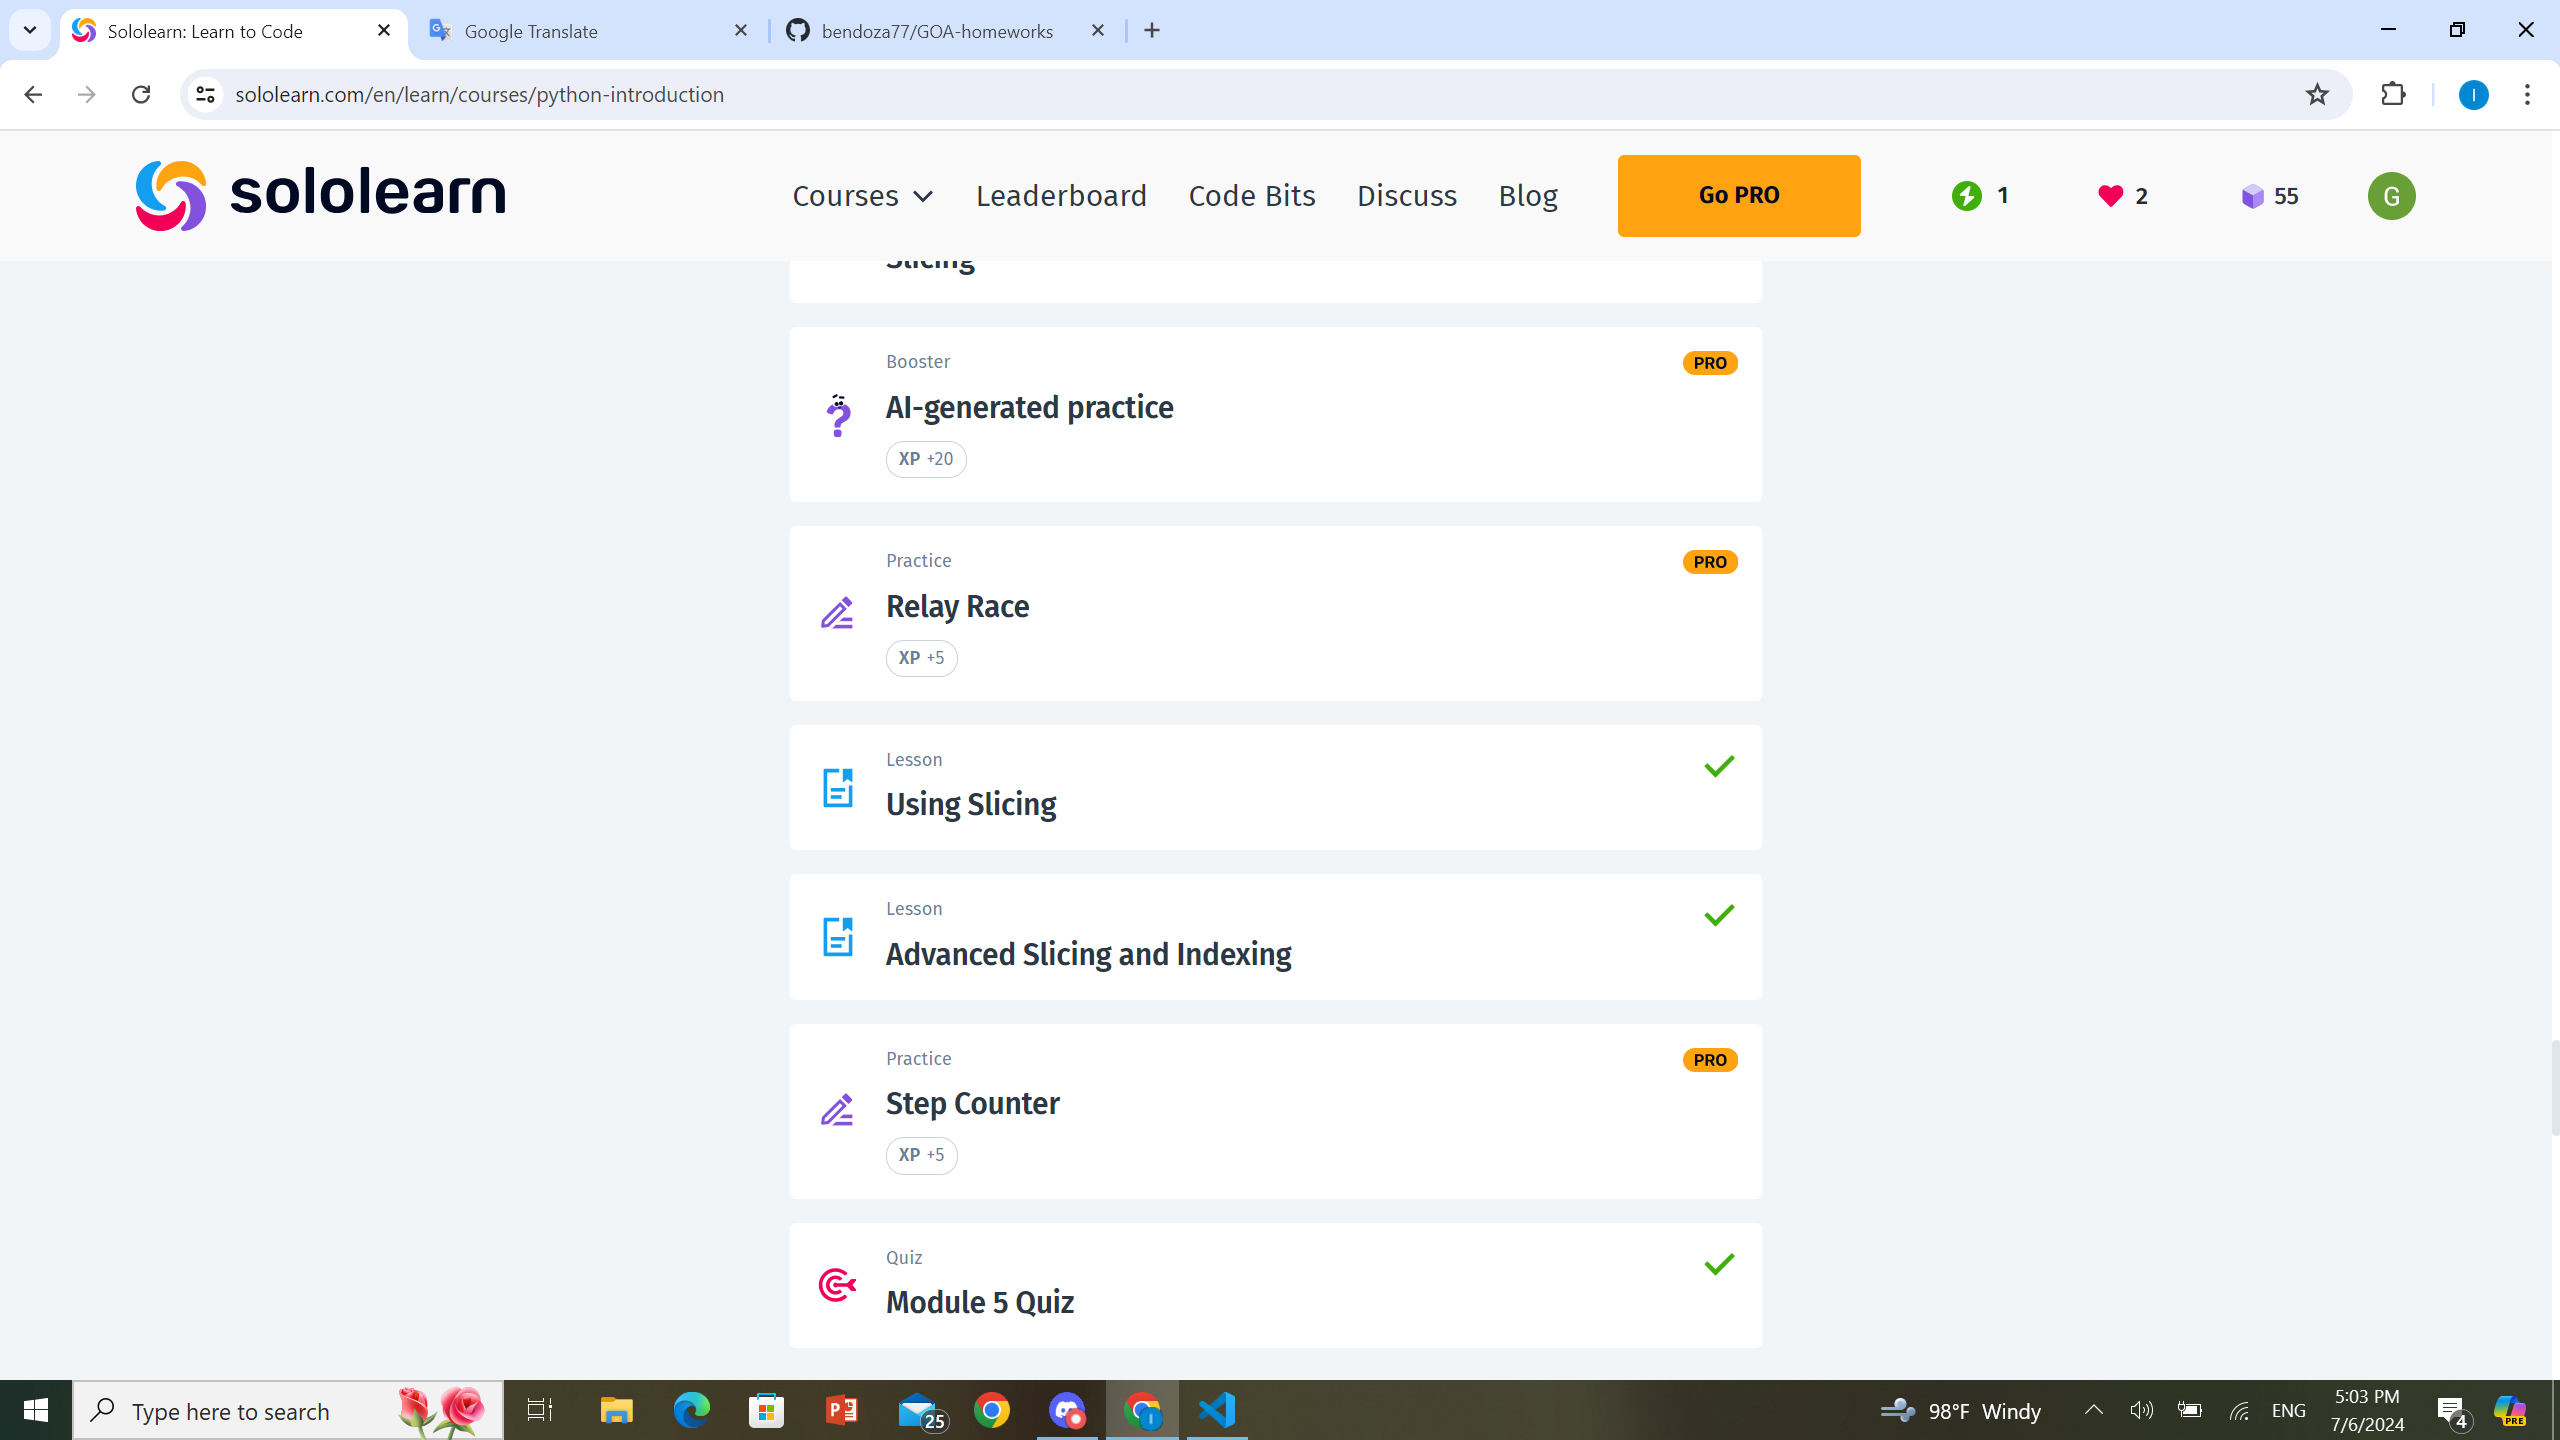 Sololearn: Learn to Code
Google Translate
bendoza77/GOA-homeworks
sololearn.com/en/learn/courses/python-introduction
I
sololearn
Courses
Leaderboard
Code Bits
Discuss
Blog
Go PRO
1
2
55
G
Slicing
Booster
PRO
AI-generated practice
XP +20
Practice
PRO
Relay Race
XP +5
Lesson
Using Slicing
Lesson
Advanced Slicing and Indexing
Practice
PRO
Step Counter
XP +5
Quiz
Module 5 Quiz
Type here to search
25
I
98°F Windy
ENG
5:03 PM
7/6/2024
4
PRE